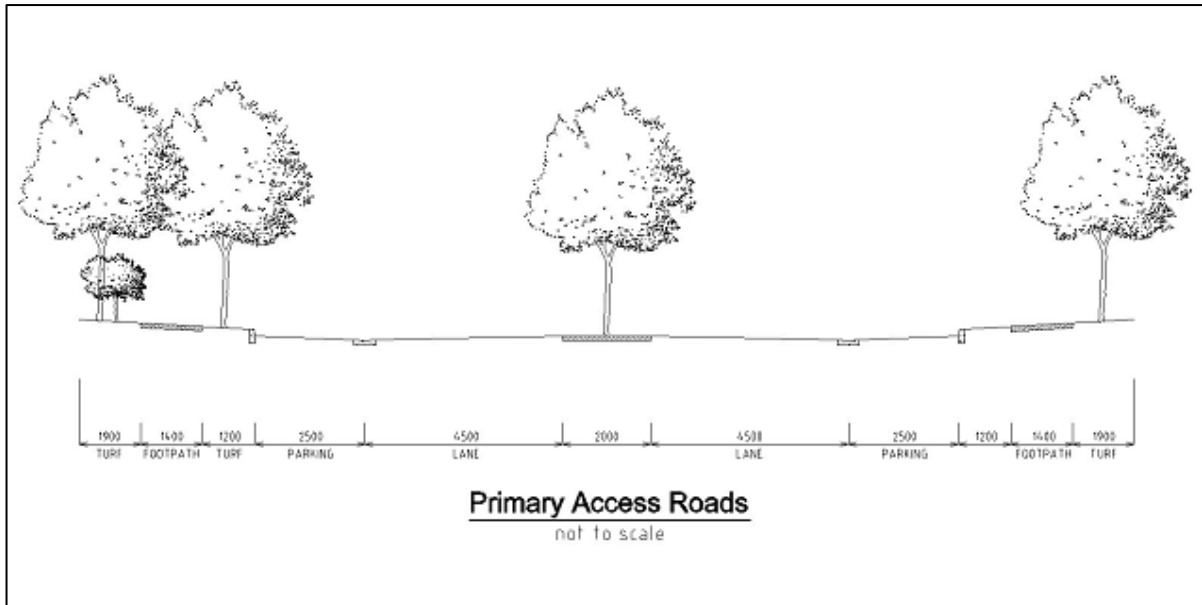 1900 1400 1200 2500 4500 2000 4500 2500 1200 1400 1900
TURF FOOTPATH TURF PARKING LANE LANE PARKING FOOTPATH TURF
Primary Access Roads
not to scale